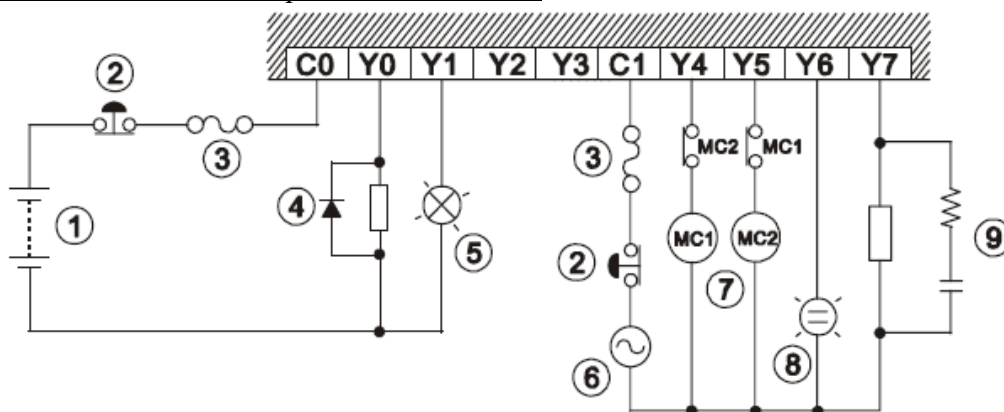 C0 Y0 Y1 Y2 Y3 C1 Y4 Y5 Y6 Y7
②
③
③
MC2
MC1
④
①
⑤
②
MC1
MC2
⑦
⑨
⑥
⑧